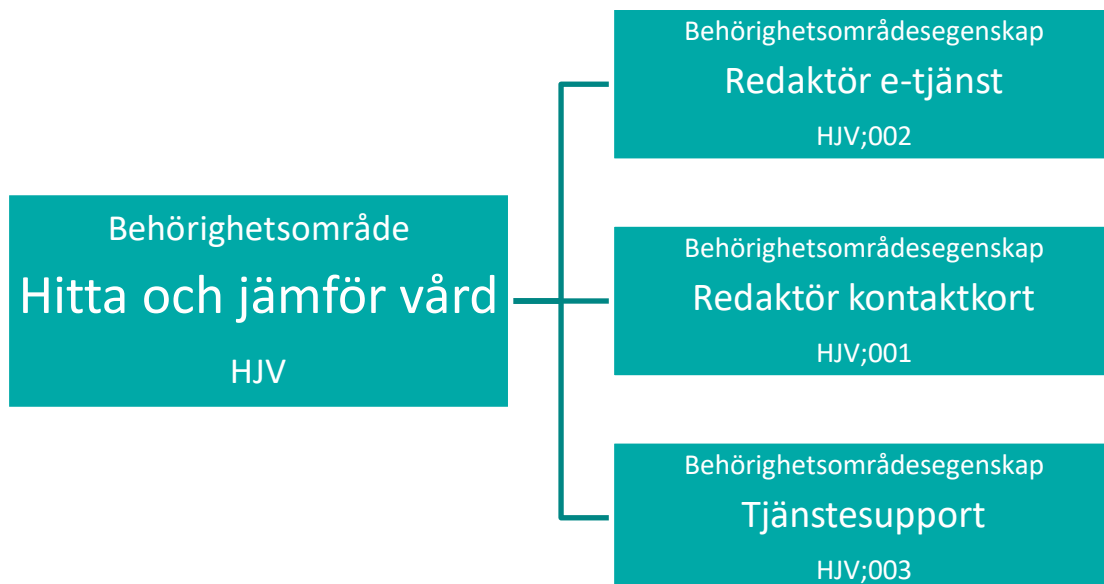 Behörighetsområde
Hitta och jämför vård
HJV
Behörighetsområdesegenskap
Redaktör e-tjänst
HJV;002
Behörighetsområdesegenskap
Redaktör kontaktkort
HJV;001
Behörighetsområdesegenskap
Tjänstesupport
HJV;003